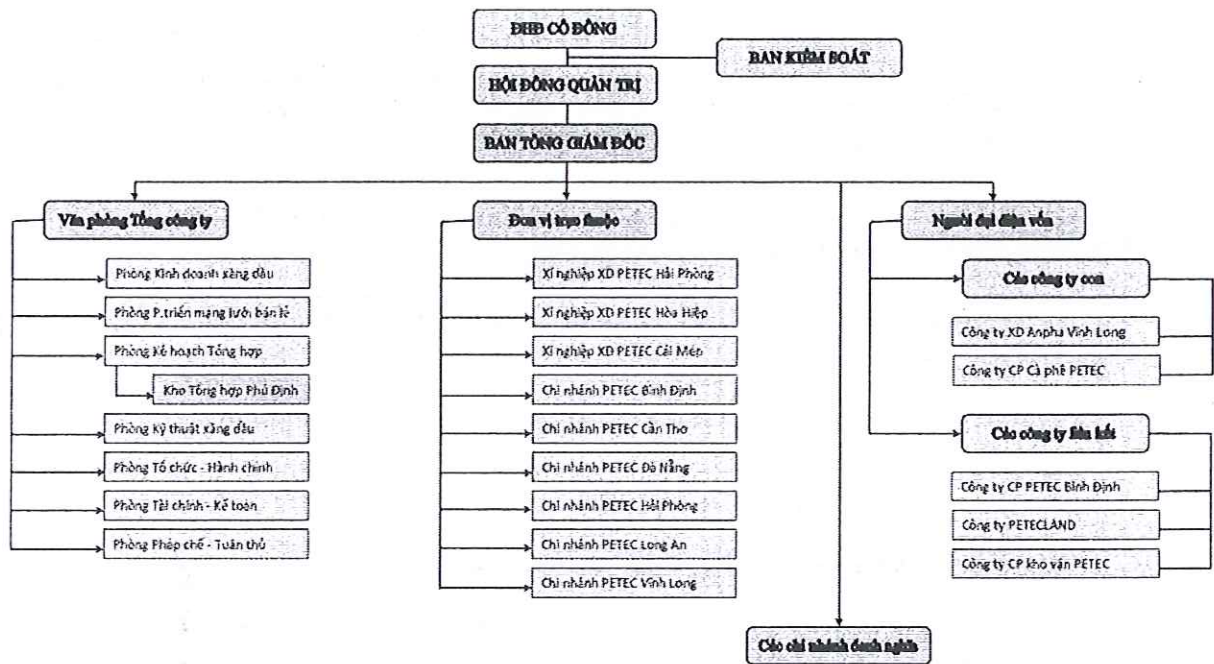 ĐHĐ CỔ ĐÔNG
BAN KIỂM SOÁT
HỘI ĐỒNG QUẢN TRỊ
BAN TỔNG GIÁM ĐỐC
Văn phòng Tổng công ty
Phòng Kinh doanh xăng dầu
Phòng P.triển mạng lưới bán lẻ
Phòng Kế hoạch Tổng hợp
Kho Tổng hợp Phú Định
Phòng Kỹ thuật xăng dầu
Phòng Tổ chức - Hành chính
Phòng Tài chính - Kế toán
Phòng Pháp chế - Tuân thủ
Đơn vị trực thuộc
Xí nghiệp XD PETEC Hải Phòng
Xí nghiệp XD PETEC Hòa Hiệp
Xí nghiệp XD PETEC Cái Mép
Chi nhánh PETEC Bình Định
Chi nhánh PETEC Cần Thơ
Chi nhánh PETEC Đà Nẵng
Chi nhánh PETEC Hải Phòng
Chi nhánh PETEC Long An
Chi nhánh PETEC Vĩnh Long
Người đại diện vốn
Các công ty con
Công ty XD Anpha Vĩnh Long
Công ty CP Cà phê PETEC
Các công ty liên kết
Công ty CP PETEC Bình Định
Công ty PETECLAND
Công ty CP kho vận PETEC
Các chi nhánh danh nghĩa